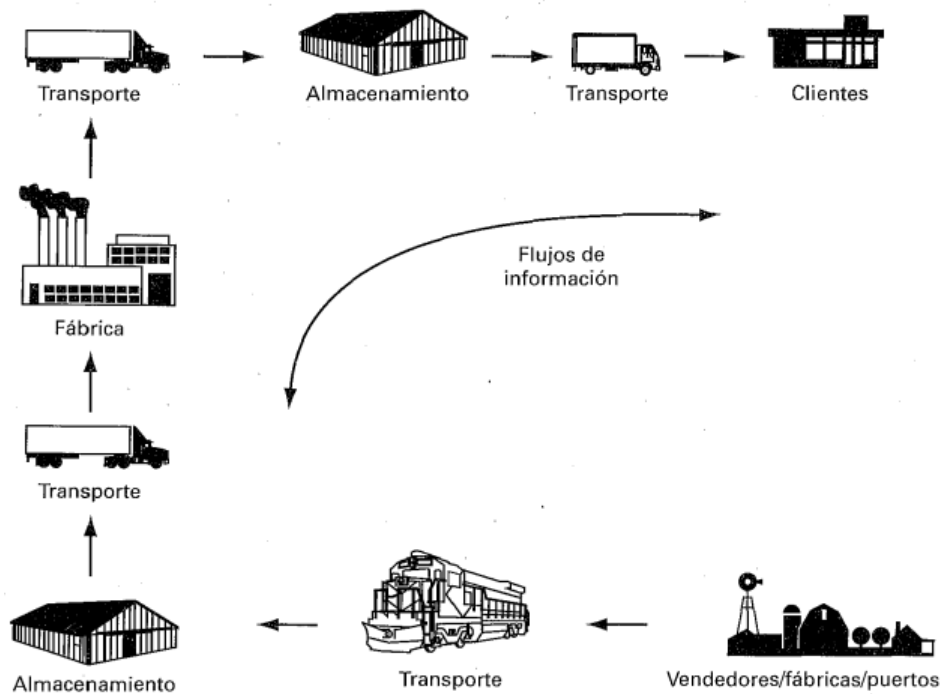 Transporte
Almacenamiento
Transporte
Clientes
Flujos de
información
Fábrica
Transporte
Almacenamiento
Transporte
Vendedores/fábricas/puertos